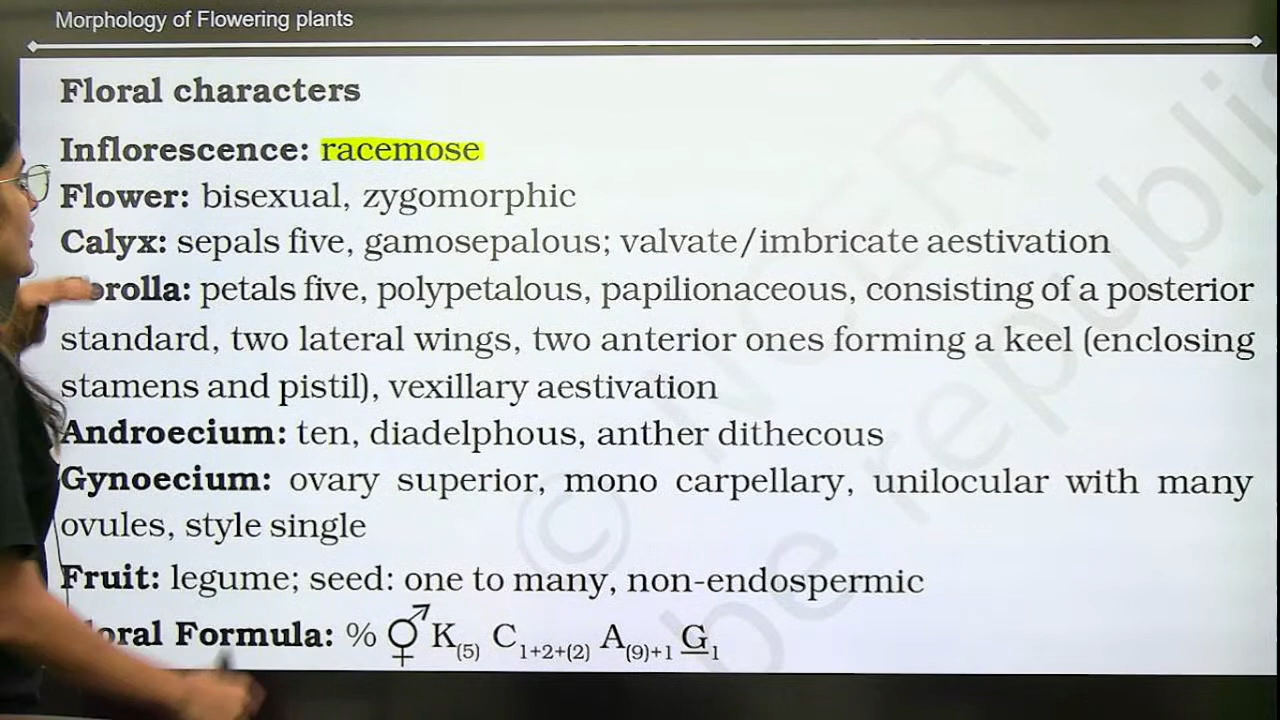 Morphology of Flowering plants
Floral characters
Inflorescence: racemose
Flower: bisexual, zygomorphic
Calyx: sepals five, gamosepalous; valvate/imbricate aestivation
orolla: petals five, polypetalous, papilionaceous, consisting of a posterior
standard, two lateral wings, two anterior ones forming a keel (enclosing
stamens and pistil), vexillary aestivation
Androecium: ten, diadelphous, anther dithecous
Gynoecium: ovary superior, mono carpellary, unilocular with many
ovules, style single
Fruit: legume; seed: one to many, non-endospermic
oral Formula: % ⚥ K(5) C1+2+(2) A(9)+1 G1
© NCERT
be republis